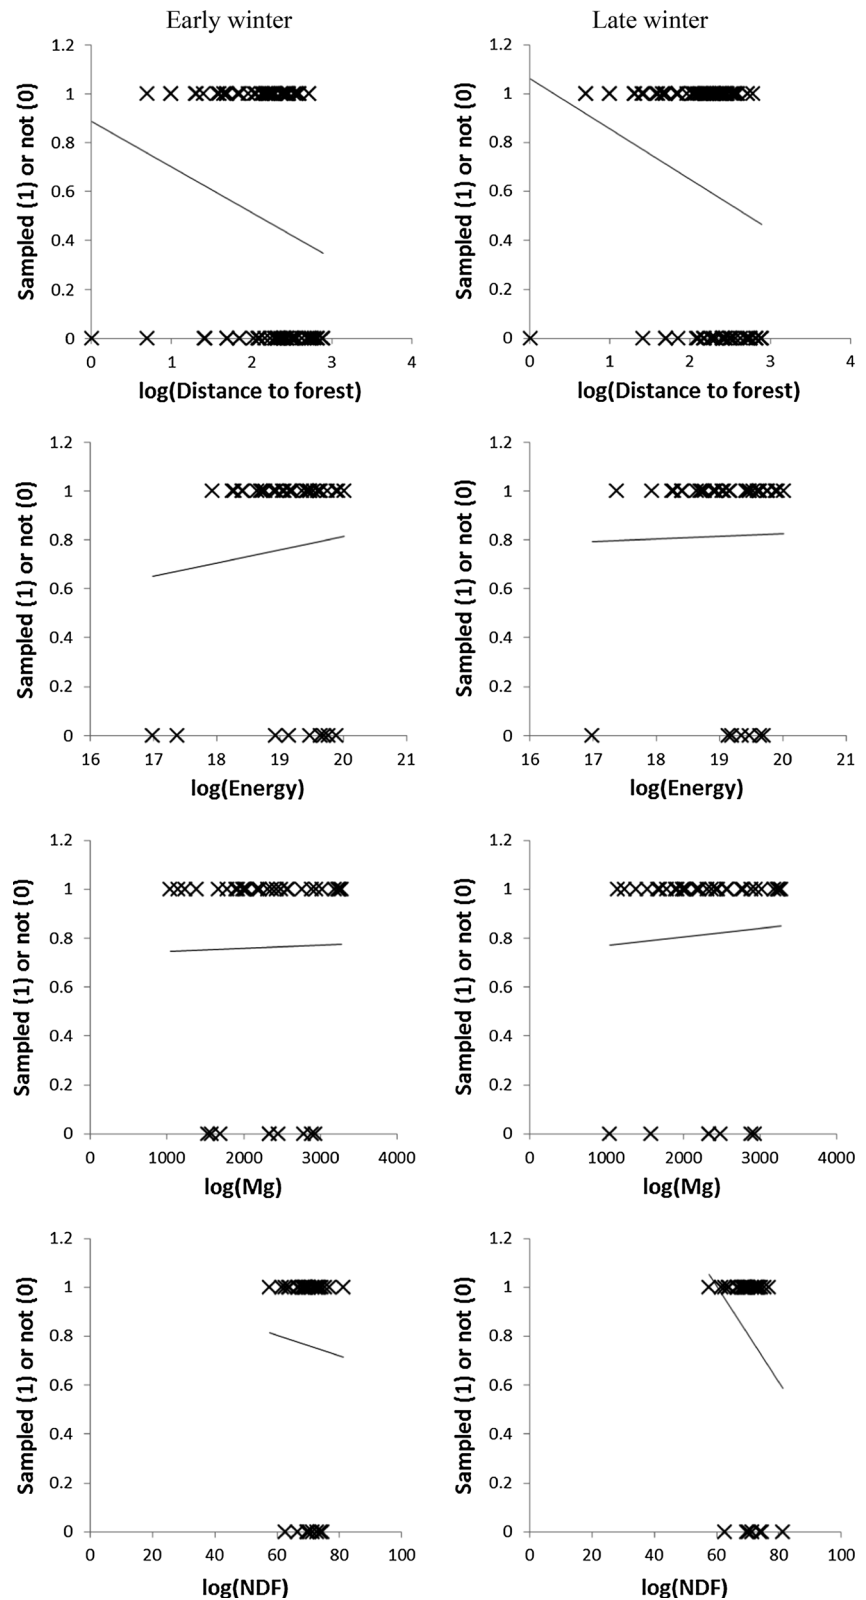 Early winter
Late winter
1.2
1
0.8
0.6
0.4
0.2
0
0 1 2 3 4
Sampled (1) or not (0)
log(Distance to forest)
1.2
1
0.8
0.6
0.4
0.2
0
0 1 2 3 4
Sampled (1) or not (0)
log(Distance to forest)
1.2
1
0.8
0.6
0.4
0.2
0
16 17 18 19 20 21
Sampled (1) or not (0)
log(Energy)
1.2
1
0.8
0.6
0.4
0.2
0
16 17 18 19 20 21
Sampled (1) or not (0)
log(Energy)
1.2
1
0.8
0.6
0.4
0.2
0
0 1000 2000 3000 4000
Sampled (1) or not (0)
log(Mg)
1.2
1
0.8
0.6
0.4
0.2
0
0 1000 2000 3000 4000
Sampled (1) or not (0)
log(Mg)
1.2
1
0.8
0.6
0.4
0.2
0
0 20 40 60 80 100
Sampled (1) or not (0)
log(NDF)
1.2
1
0.8
0.6
0.4
0.2
0
0 20 40 60 80 100
Sampled (1) or not (0)
log(NDF)